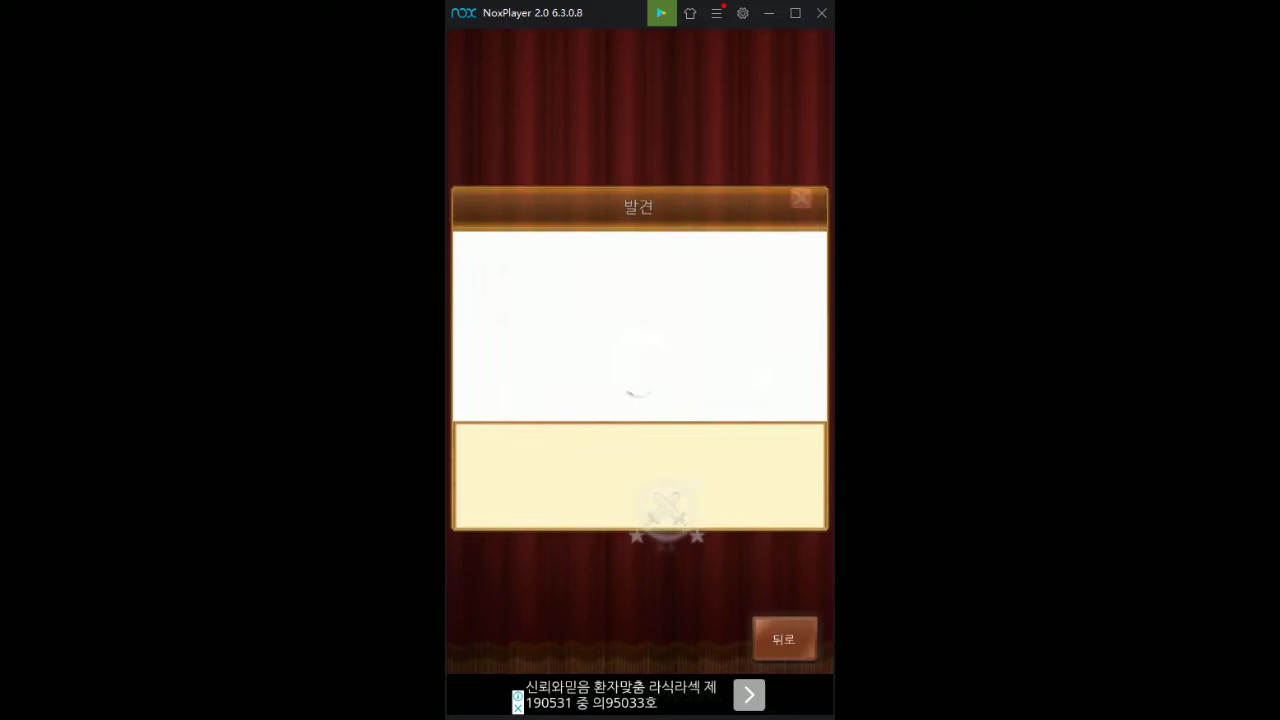 nox NoxPlayer 2.0 6.3.0.8
발견
뒤로
신뢰와믿음 환자맞춤 라식라섹 제
190531 중 의95033호